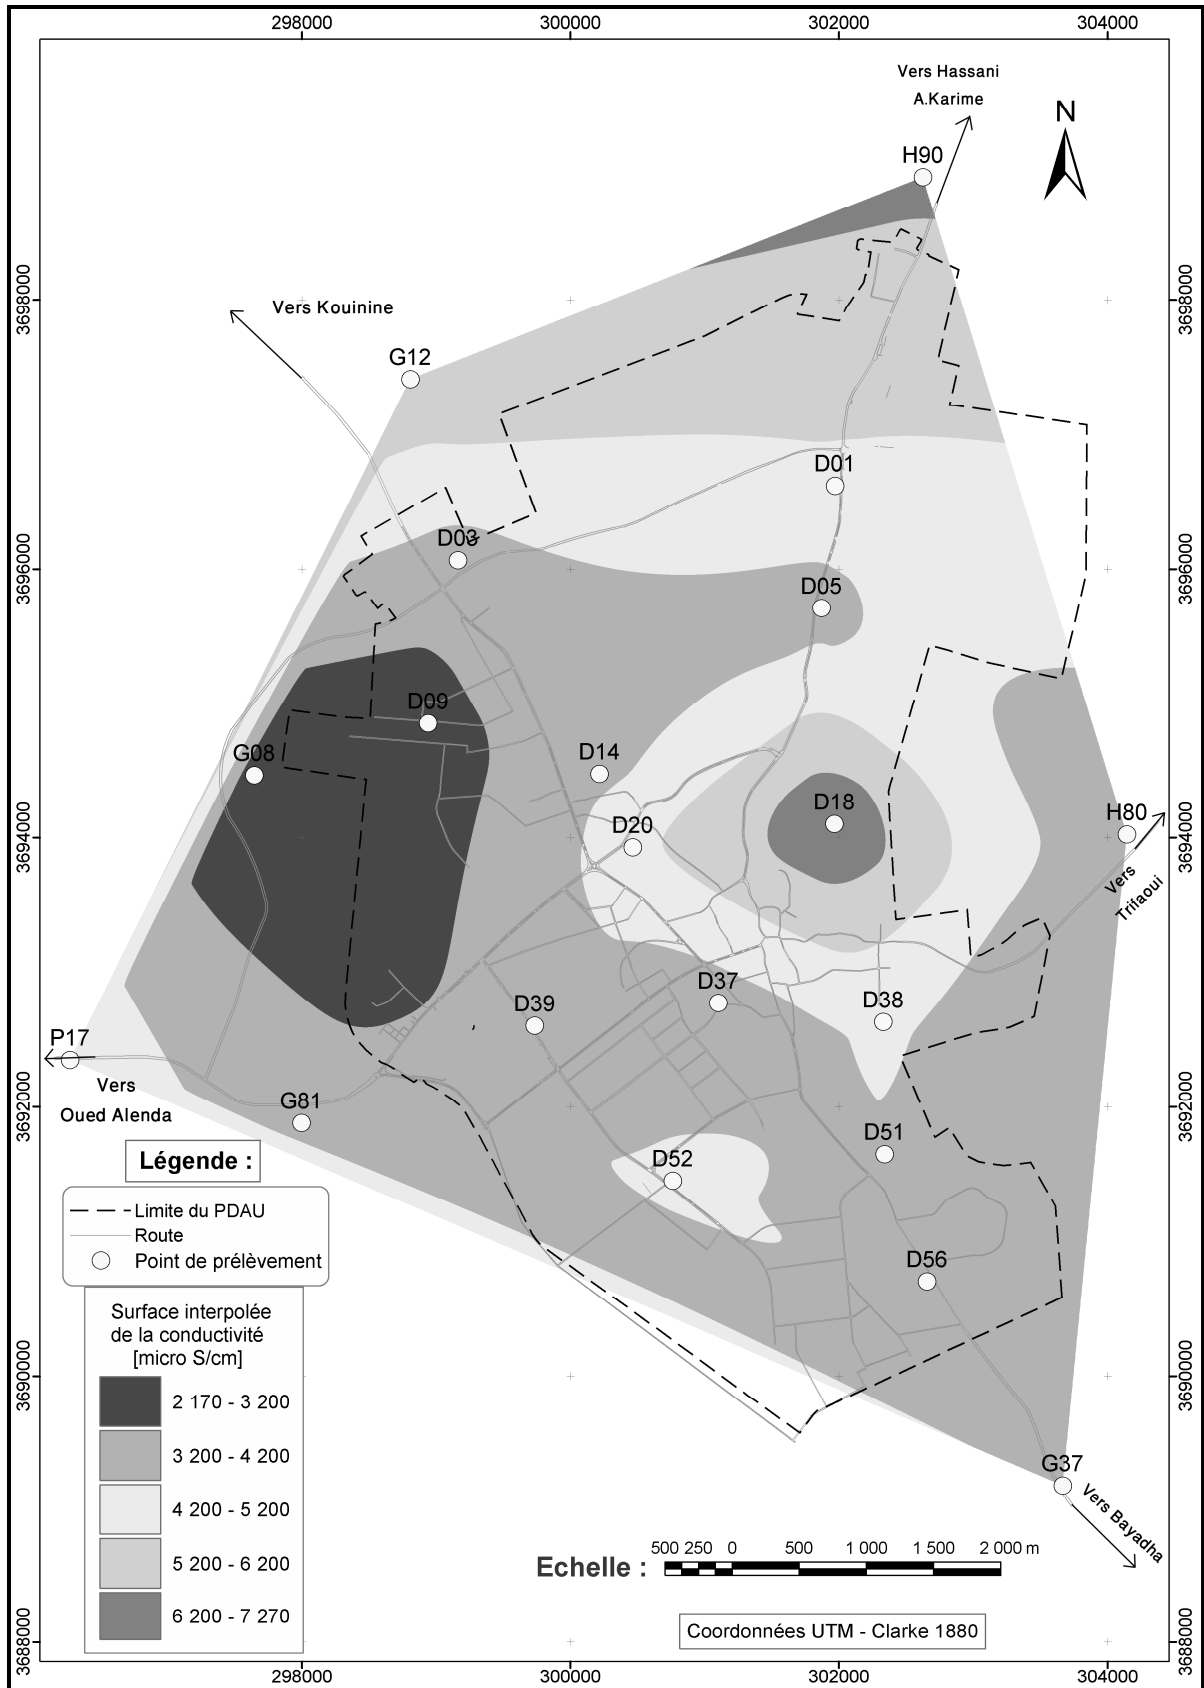 298000
300000
302000
304000
Vers Hassani
A.Karime
N
H90
3698000
3698000
Vers Kouinine
G12
D01
D03
3696000
3696000
D05
D09
G08
D14
D18
D20
H80
3694000
3694000
Vers
Trifaoui
D37
D38
D39
P17
Vers
Oued Alenda
G81
3692000
3692000
D51
D52
Légende :
Limite du PDAU
Route
Point de prélèvement
D56
Surface interpolée
de la conductivité
[micro S/cm]
2 170 - 3 200
3 200 - 4 200
4 200 - 5 200
5 200 - 6 200
6 200 - 7 270
3690000
3690000
G37
Vers Bayadha
Echelle :
500 250 0 500 1 000 1 500 2 000 m
Coordonnées UTM - Clarke 1880
3688000
3688000
298000
300000
302000
304000